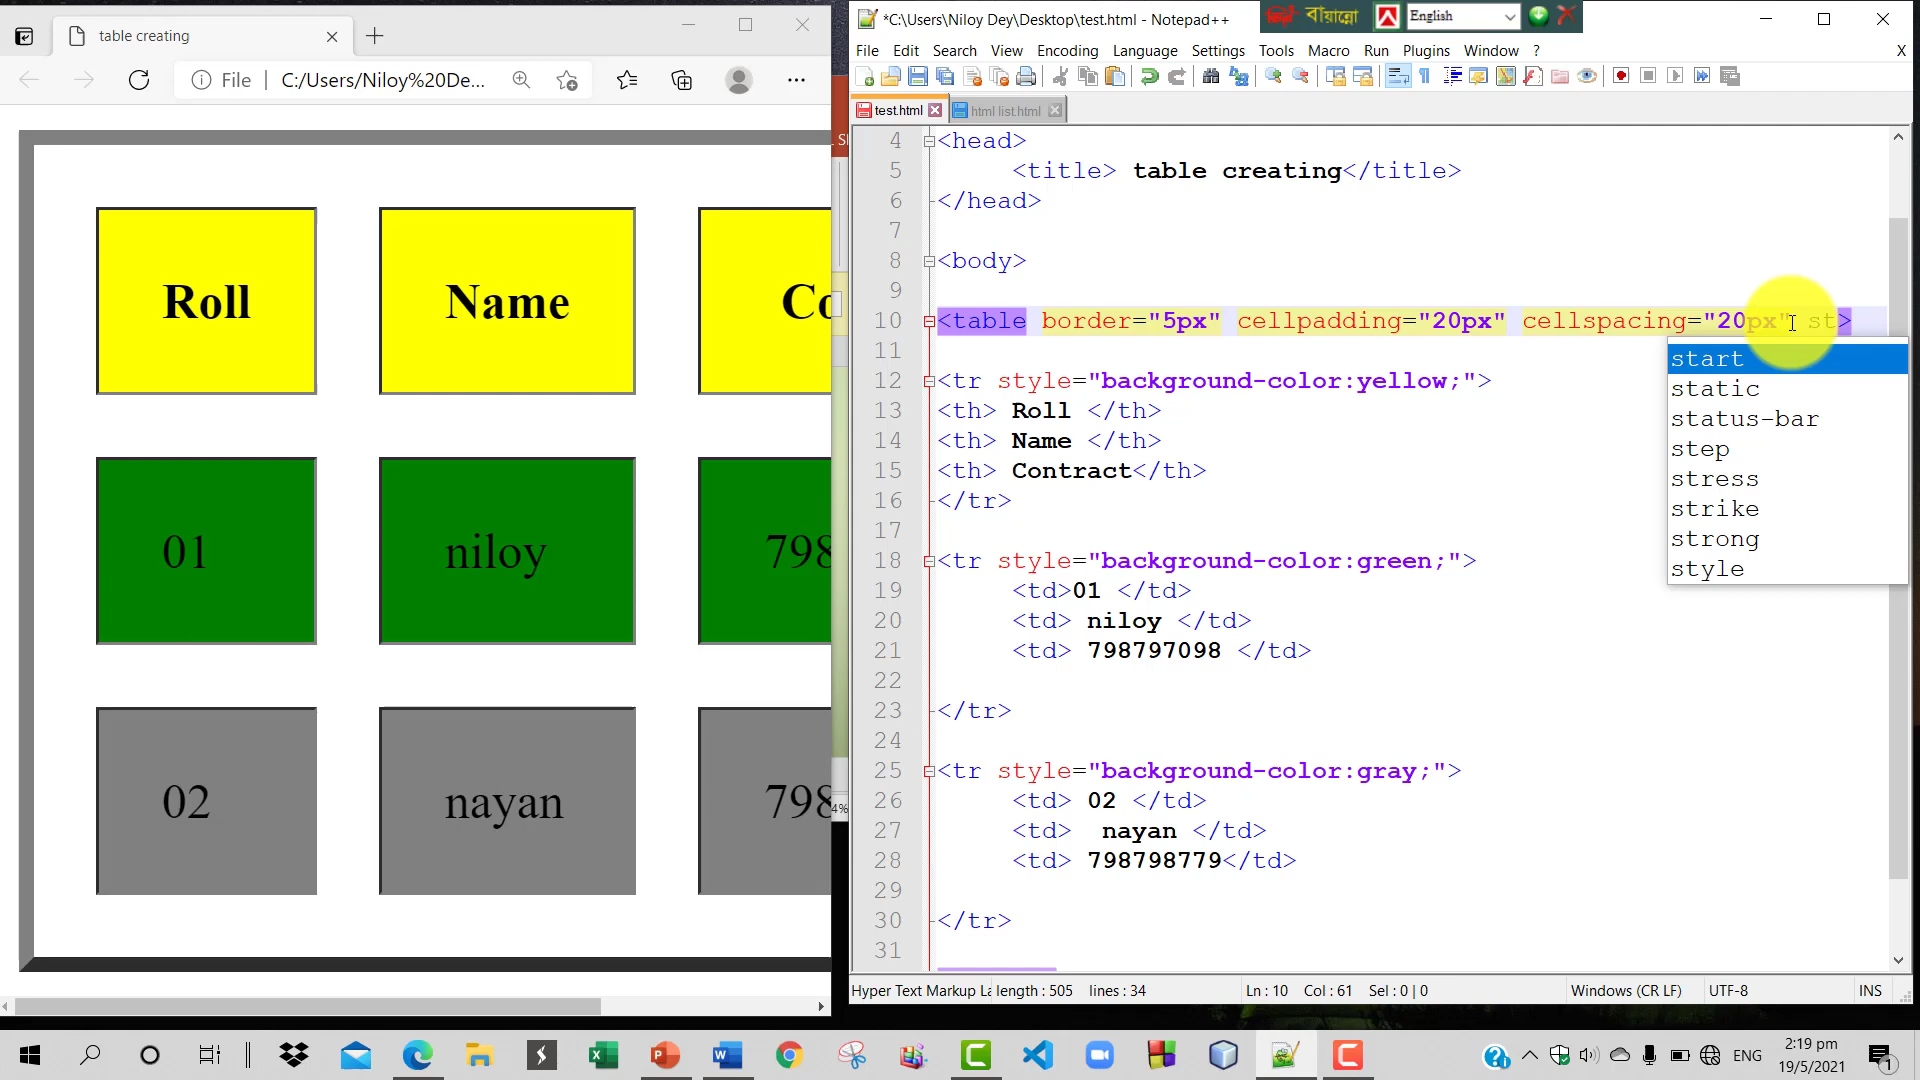 table creating
File
C:/Users/Niloy%20De...
Roll
Name
Co
01
niloy
798
02
nayan
798
*C:\Users\Niloy Dey\Desktop\test.html - Notepad++
বায়ান্নো
English
File Edit Search View Encoding Language Settings Tools Macro Run Plugins Window ?
X
test.html
html list.html
4 <head>
5 <title> table creating</title>
6 </head>
7
8 <body>
9
10 <table border="5px" cellpadding="20px" cellspacing="20px" st>
11
12 <tr style="background-color:yellow;">
13 <th> Roll </th>
14 <th> Name </th>
15 <th> Contract</th>
16 </tr>
17
18 <tr style="background-color:green;">
19 <td>01 </td>
20 <td> niloy </td>
21 <td> 798797098 </td>
22
23 </tr>
24
25 <tr style="background-color:gray;">
26 <td> 02 </td>
27 <td>  nayan </td>
28 <td> 798798779</td>
29
30 </tr>
31
start
static
status-bar
step
stress
strike
strong
style
4%
Hyper Text Markup La length : 505 lines : 34 Ln : 10 Col : 61 Sel : 0 | 0 Windows (CR LF) UTF-8 INS
ENG
2:19 pm
19/5/2021
1